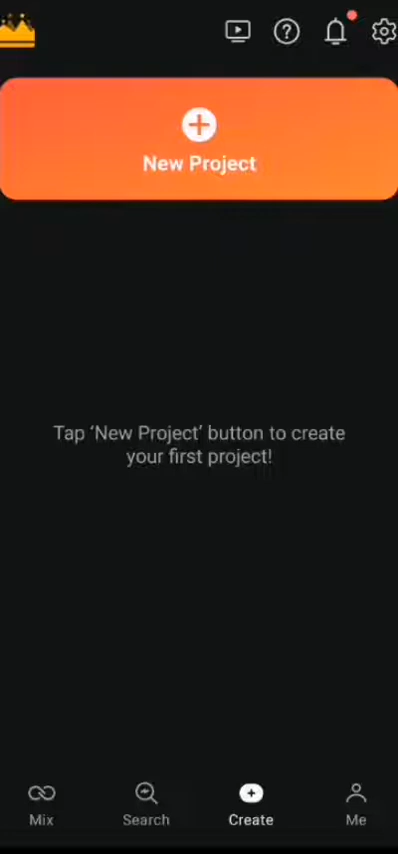 New Project
Tap ‘New Project’ button to create
your first project!
Mix
Search
Create
Me